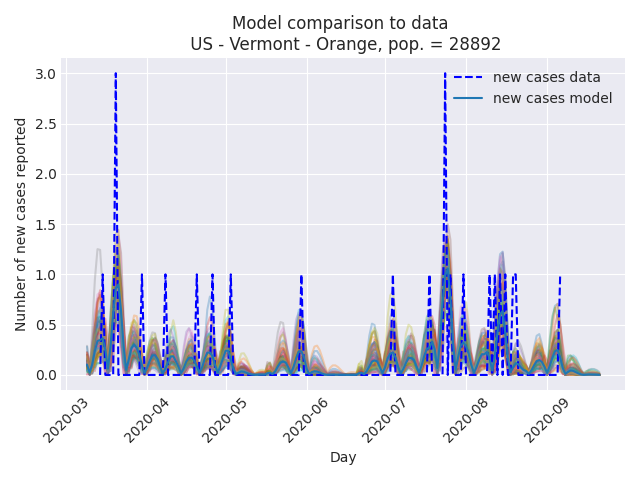 Model comparison to data
US - Vermont - Orange, pop. = 28892
new cases data
new cases model
Number of new cases reported
3.0
2.5
2.0
1.5
1.0
0.5
0.0
2020-03
2020-04
2020-05
2020-06
2020-07
2020-08
2020-09
Day